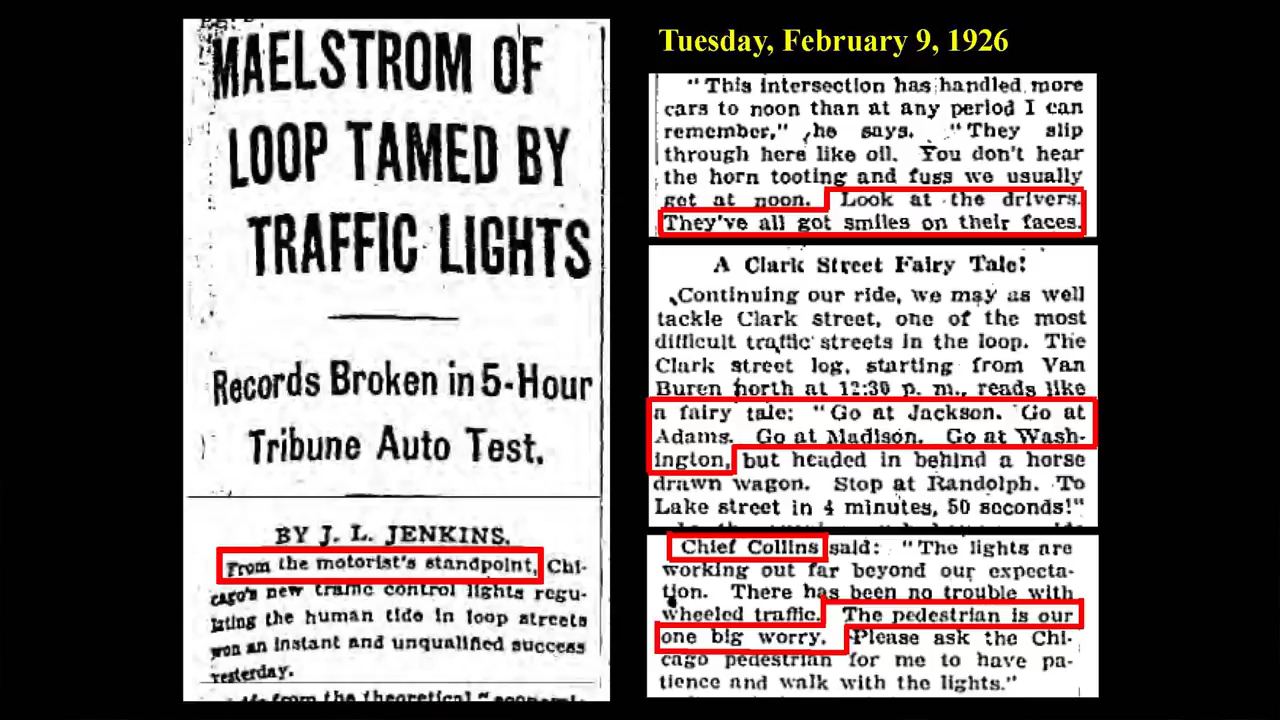 MAELSTROM OF
LOOP TAMED BY
TRAFFIC LIGHTS
Records Broken in 5-Hour
Tribune Auto Test.
BY J. L. JENKINS.
From the motorist's standpoint, Chi-
cago's new traffic control lights regu-
lating the human tide in loop streets
won an instant and unqualified success
yesterday.
from the theoretical
Tuesday, February 9, 1926
"This intersection has handled more
cars to noon than at any period I can
remember," he says. "They slip
through here like oil. You don't hear
the horn tooting and fuss we usually
get at noon. Look at the drivers.
They've all got smiles on their faces.
A Clark Street Fairy Tale!
Continuing our ride, we may as well
tackle Clark street, one of the most
difficult traffic streets in the loop. The
Clark street log, starting from Van
Buren north at 12:30 p. m., reads like
a fairy tale: "Go at Jackson. Go at
Adams. Go at Madison. Go at Wash-
ington, but headed in behind a horse
drawn wagon. Stop at Randolph. To
Lake street in 4 minutes, 50 seconds!"
Chief Collins said: "The lights are
working out far beyond our expecta-
tion. There has been no trouble with
wheeled traffic. The pedestrian is our
one big worry. Please ask the Chi-
cago pedestrian for me to have pa-
tience and walk with the lights."